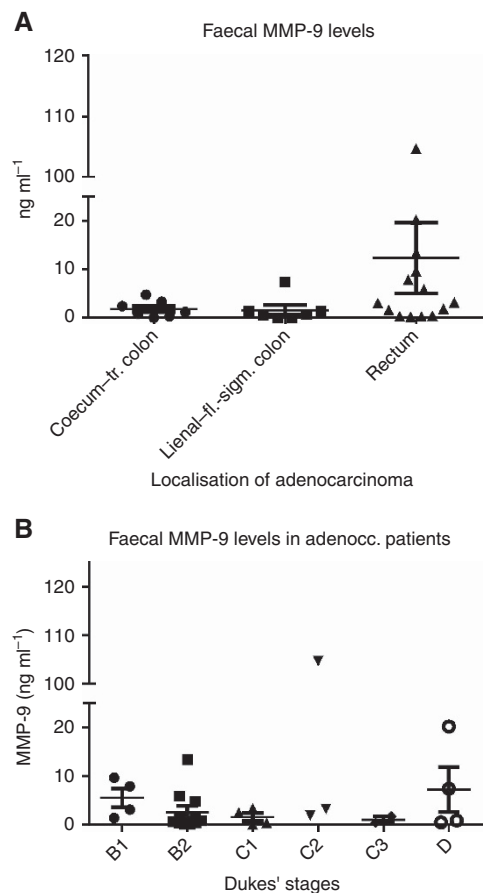 A
Faecal MMP-9 levels
120
110
100
20
10
0
ng ml⁻¹
Coecum–tr. colon
Lienal–fl.-sigm. colon
Rectum
Localisation of adenocarcinoma
B
Faecal MMP-9 levels in adenocc. patients
120
110
100
20
10
0
MMP-9 (ng ml⁻¹)
B1
B2
C1
C2
C3
D
Dukes' stages